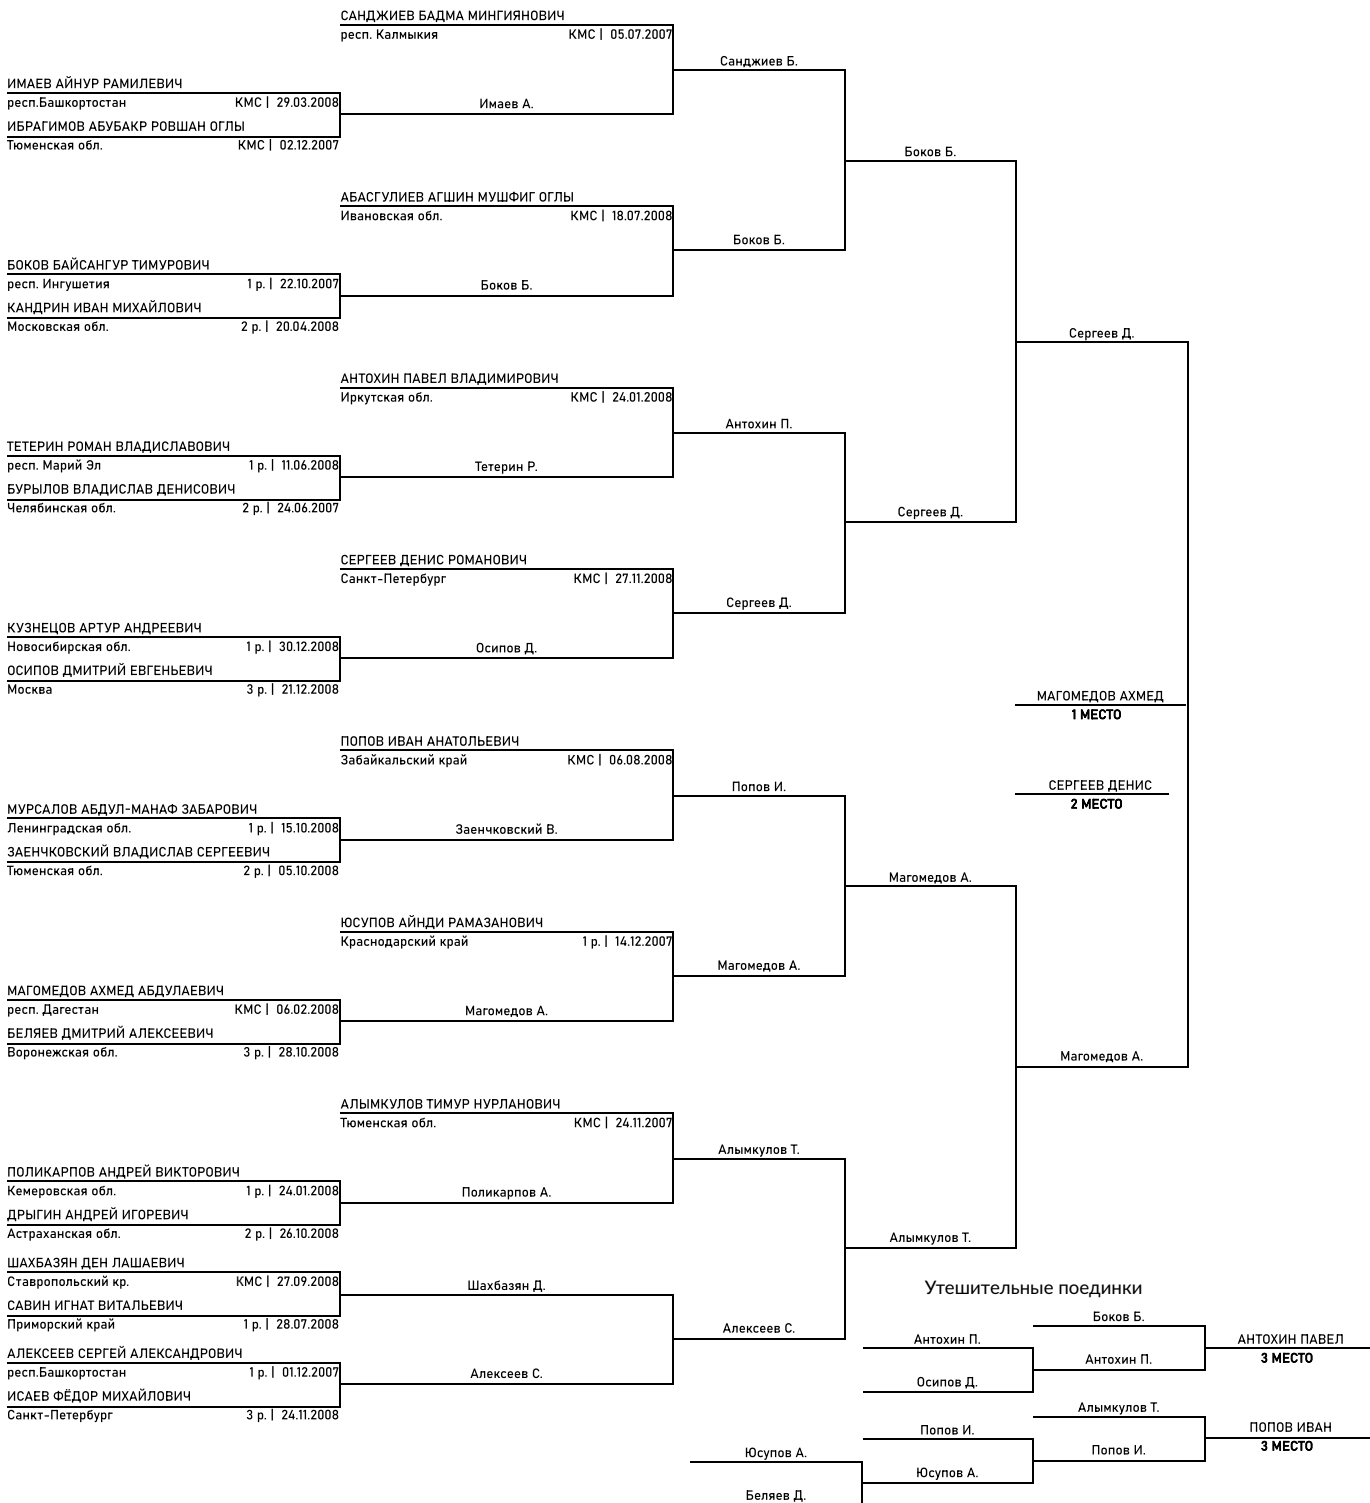 САНДЖИЕВ БАДМА МИНГИЯНОВИЧ
респ. Калмыкия КМС | 05.07.2007
Санджиев Б.
ИМАЕВ АЙНУР РАМИЛЕВИЧ
респ.Башкортостан КМС | 29.03.2008
Имаев А.
ИБРАГИМОВ АБУБАКР РОВШАН ОГЛЫ
Тюменская обл. КМС | 02.12.2007
Боков Б.
АБАСГУЛИЕВ АГШИН МУШФИГ ОГЛЫ
Ивановская обл. КМС | 18.07.2008
Боков Б.
БОКОВ БАЙСАНГУР ТИМУРОВИЧ
респ. Ингушетия 1 р. | 22.10.2007
Боков Б.
КАНДРИН ИВАН МИХАЙЛОВИЧ
Московская обл. 2 р. | 20.04.2008
Сергеев Д.
АНТОХИН ПАВЕЛ ВЛАДИМИРОВИЧ
Иркутская обл. КМС | 24.01.2008
Антохин П.
ТЕТЕРИН РОМАН ВЛАДИСЛАВОВИЧ
респ. Марий Эл 1 р. | 11.06.2008
Тетерин Р.
БУРЫЛОВ ВЛАДИСЛАВ ДЕНИСОВИЧ
Челябинская обл. 2 р. | 24.06.2007
Сергеев Д.
СЕРГЕЕВ ДЕНИС РОМАНОВИЧ
Санкт-Петербург КМС | 27.11.2008
Сергеев Д.
КУЗНЕЦОВ АРТУР АНДРЕЕВИЧ
Новосибирская обл. 1 р. | 30.12.2008
Осипов Д.
ОСИПОВ ДМИТРИЙ ЕВГЕНЬЕВИЧ
Москва 3 р. | 21.12.2008
МАГОМЕДОВ АХМЕД
1 МЕСТО
ПОПОВ ИВАН АНАТОЛЬЕВИЧ
Забайкальский край КМС | 06.08.2008
Попов И.
СЕРГЕЕВ ДЕНИС
2 МЕСТО
МУРСАЛОВ АБДУЛ-МАНАФ ЗАБАРОВИЧ
Ленинградская обл. 1 р. | 15.10.2008
Заенчковский В.
ЗАЕНЧКОВСКИЙ ВЛАДИСЛАВ СЕРГЕЕВИЧ
Тюменская обл. 2 р. | 05.10.2008
Магомедов А.
ЮСУПОВ АЙНДИ РАМАЗАНОВИЧ
Краснодарский край 1 р. | 14.12.2007
Магомедов А.
МАГОМЕДОВ АХМЕД АБДУЛАЕВИЧ
респ. Дагестан КМС | 06.02.2008
Магомедов А.
БЕЛЯЕВ ДМИТРИЙ АЛЕКСЕЕВИЧ
Воронежская обл. 3 р. | 28.10.2008
Магомедов А.
АЛЫМКУЛОВ ТИМУР НУРЛАНОВИЧ
Тюменская обл. КМС | 24.11.2007
Алымкулов Т.
ПОЛИКАРПОВ АНДРЕЙ ВИКТОРОВИЧ
Кемеровская обл. 1 р. | 24.01.2008
Поликарпов А.
ДРЫГИН АНДРЕЙ ИГОРЕВИЧ
Астраханская обл. 2 р. | 26.10.2008
Алымкулов Т.
ШАХБАЗЯН ДЕН ЛАШАЕВИЧ
Ставропольский кр. КМС | 27.09.2008
Шахбазян Д.
САВИН ИГНАТ ВИТАЛЬЕВИЧ
Приморский край 1 р. | 28.07.2008
Алексеев С.
АЛЕКСЕЕВ СЕРГЕЙ АЛЕКСАНДРОВИЧ
респ.Башкортостан 1 р. | 01.12.2007
Алексеев С.
ИСАЕВ ФЁДОР МИХАЙЛОВИЧ
Санкт-Петербург 3 р. | 24.11.2008
Утешительные поединки
Боков Б.
Антохин П.
АНТОХИН ПАВЕЛ
3 МЕСТО
Антохин П.
Осипов Д.
Алымкулов Т.
Попов И.
ПОПОВ ИВАН
3 МЕСТО
Попов И.
Юсупов А.
Юсупов А.
Беляев Д.